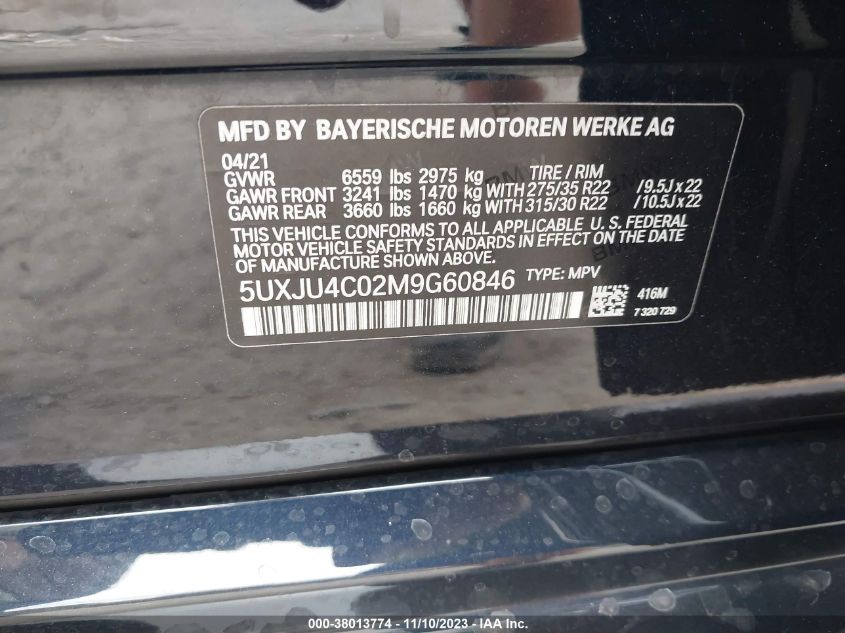 MFD BY BAYERISCHE MOTOREN WERKE AG
04/21
GVWR 6559 lbs 2975 kg TIRE / RIM
GAWR FRONT 3241 lbs 1470 kg WITH 275/35 R22 /9.5J x 22
GAWR REAR 3660 lbs 1660 kg WITH 315/30 R22 /10.5J x 22
THIS VEHICLE CONFORMS TO ALL APPLICABLE U. S. FEDERAL
MOTOR VEHICLE SAFETY STANDARDS IN EFFECT ON THE DATE
OF MANUFACTURE SHOWN ABOVE.
5UXJU4C02M9G60846 TYPE: MPV
416M
7 320 729
000-38013774 - 11/10/2023 - IAA Inc.